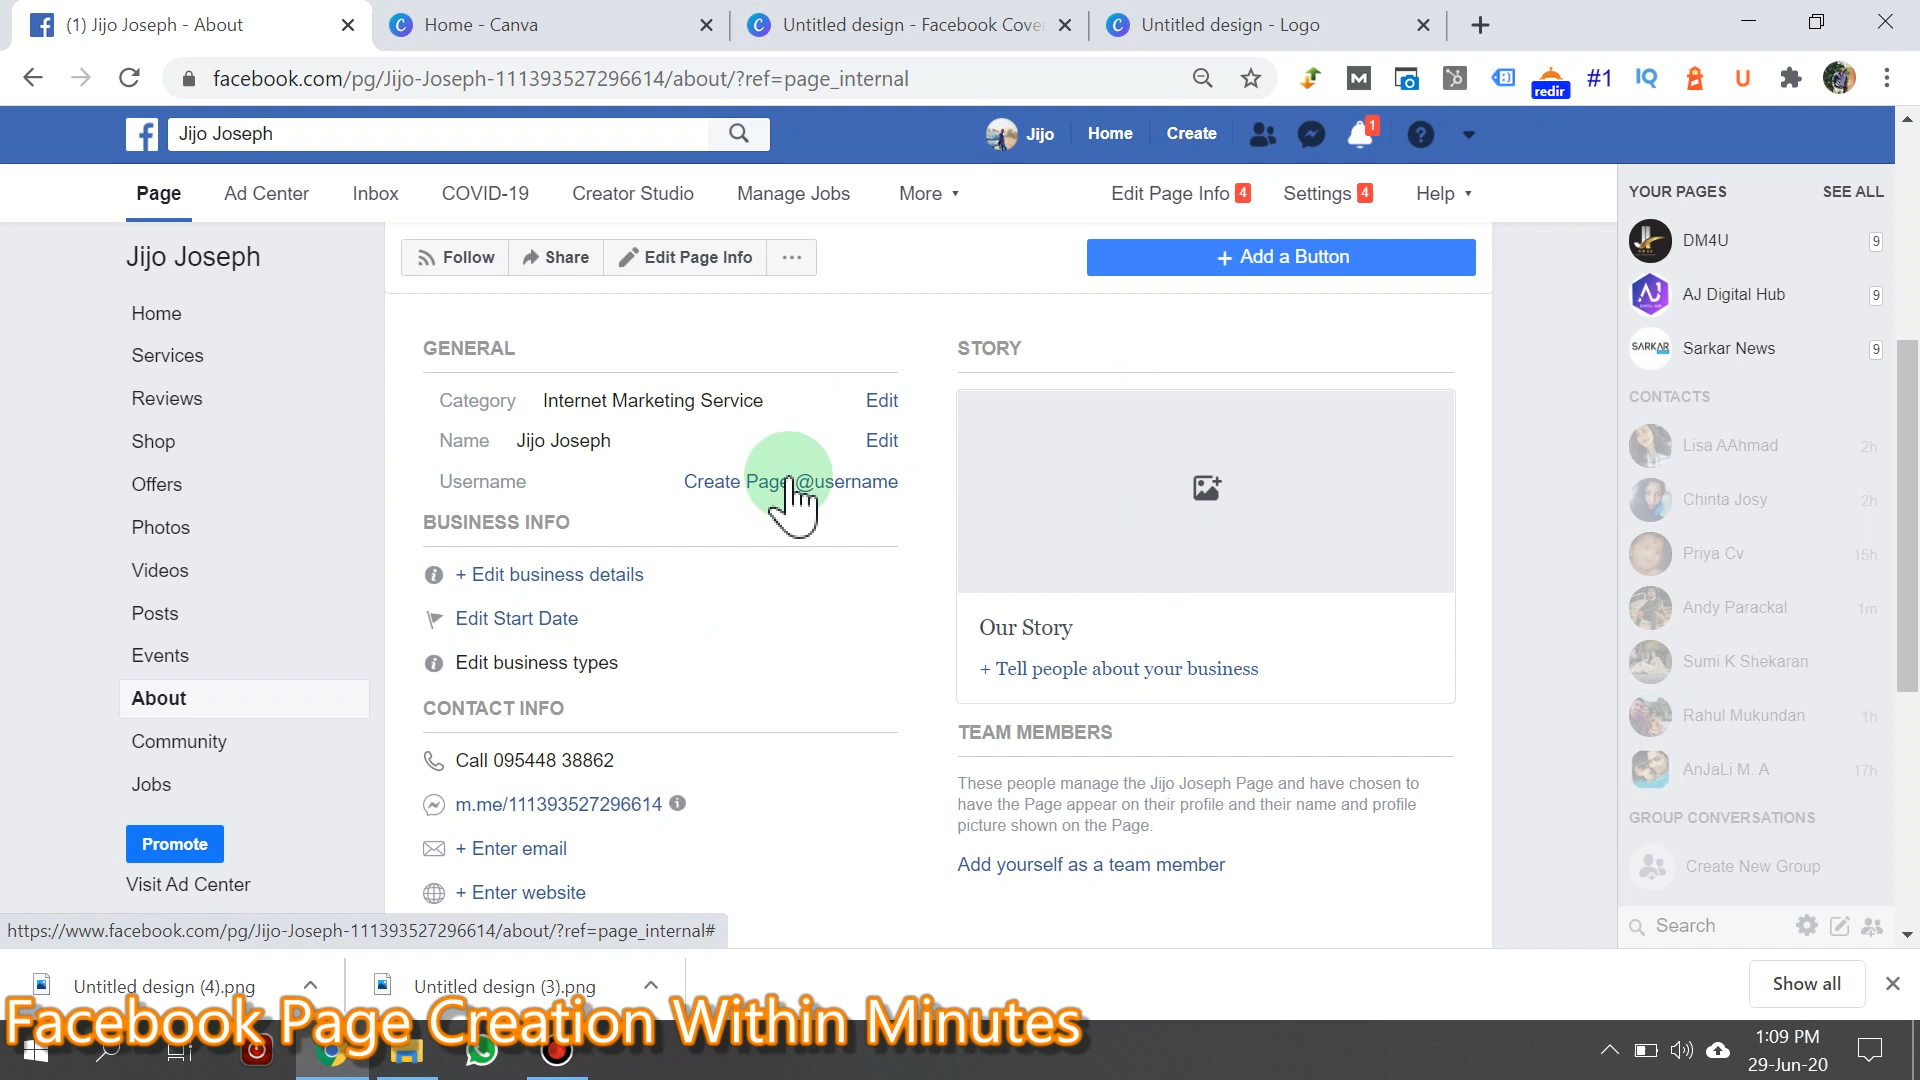 (1) Jijo Joseph - About
Home - Canva
Untitled design - Facebook Cove
Untitled design - Logo
facebook.com/pg/Jijo-Joseph-111393527296614/about/?ref=page_internal
redir
#1
IQ
Jijo Joseph
Jijo
Home
Create
1
Page
Ad Center
Inbox
COVID-19
Creator Studio
Manage Jobs
More
Edit Page Info 4
Settings 4
Help
Jijo Joseph
Home
Services
Reviews
Shop
Offers
Photos
Videos
Posts
Events
About
Community
Jobs
Promote
Visit Ad Center
Follow
Share
Edit Page Info
+ Add a Button
GENERAL
Category Internet Marketing Service Edit
Name Jijo Joseph Edit
Username Create Page @username
BUSINESS INFO
+ Edit business details
Edit Start Date
Edit business types
CONTACT INFO
Call 095448 38862
m.me/111393527296614
+ Enter email
+ Enter website
STORY
Our Story
+ Tell people about your business
TEAM MEMBERS
These people manage the Jijo Joseph Page and have chosen to
have the Page appear on their profile and their name and profile
picture shown on the Page.
Add yourself as a team member
YOUR PAGES SEE ALL
DM4U 9
AJ Digital Hub 9
SARKAR
Sarkar News 9
CONTACTS
Lisa AAhmad 2h
Chinta Josy 2h
Priya Cv 15h
Andy Parackal 1m
Sumi K Shekaran
Rahul Mukundan 1h
AnJaLi M. A 17h
GROUP CONVERSATIONS
Create New Group
Search
https://www.facebook.com/pg/Jijo-Joseph-111393527296614/about/?ref=page_internal#
Untitled design (4).png
Untitled design (3).png
Show all
Facebook Page Creation Within Minutes
1:09 PM
29-Jun-20